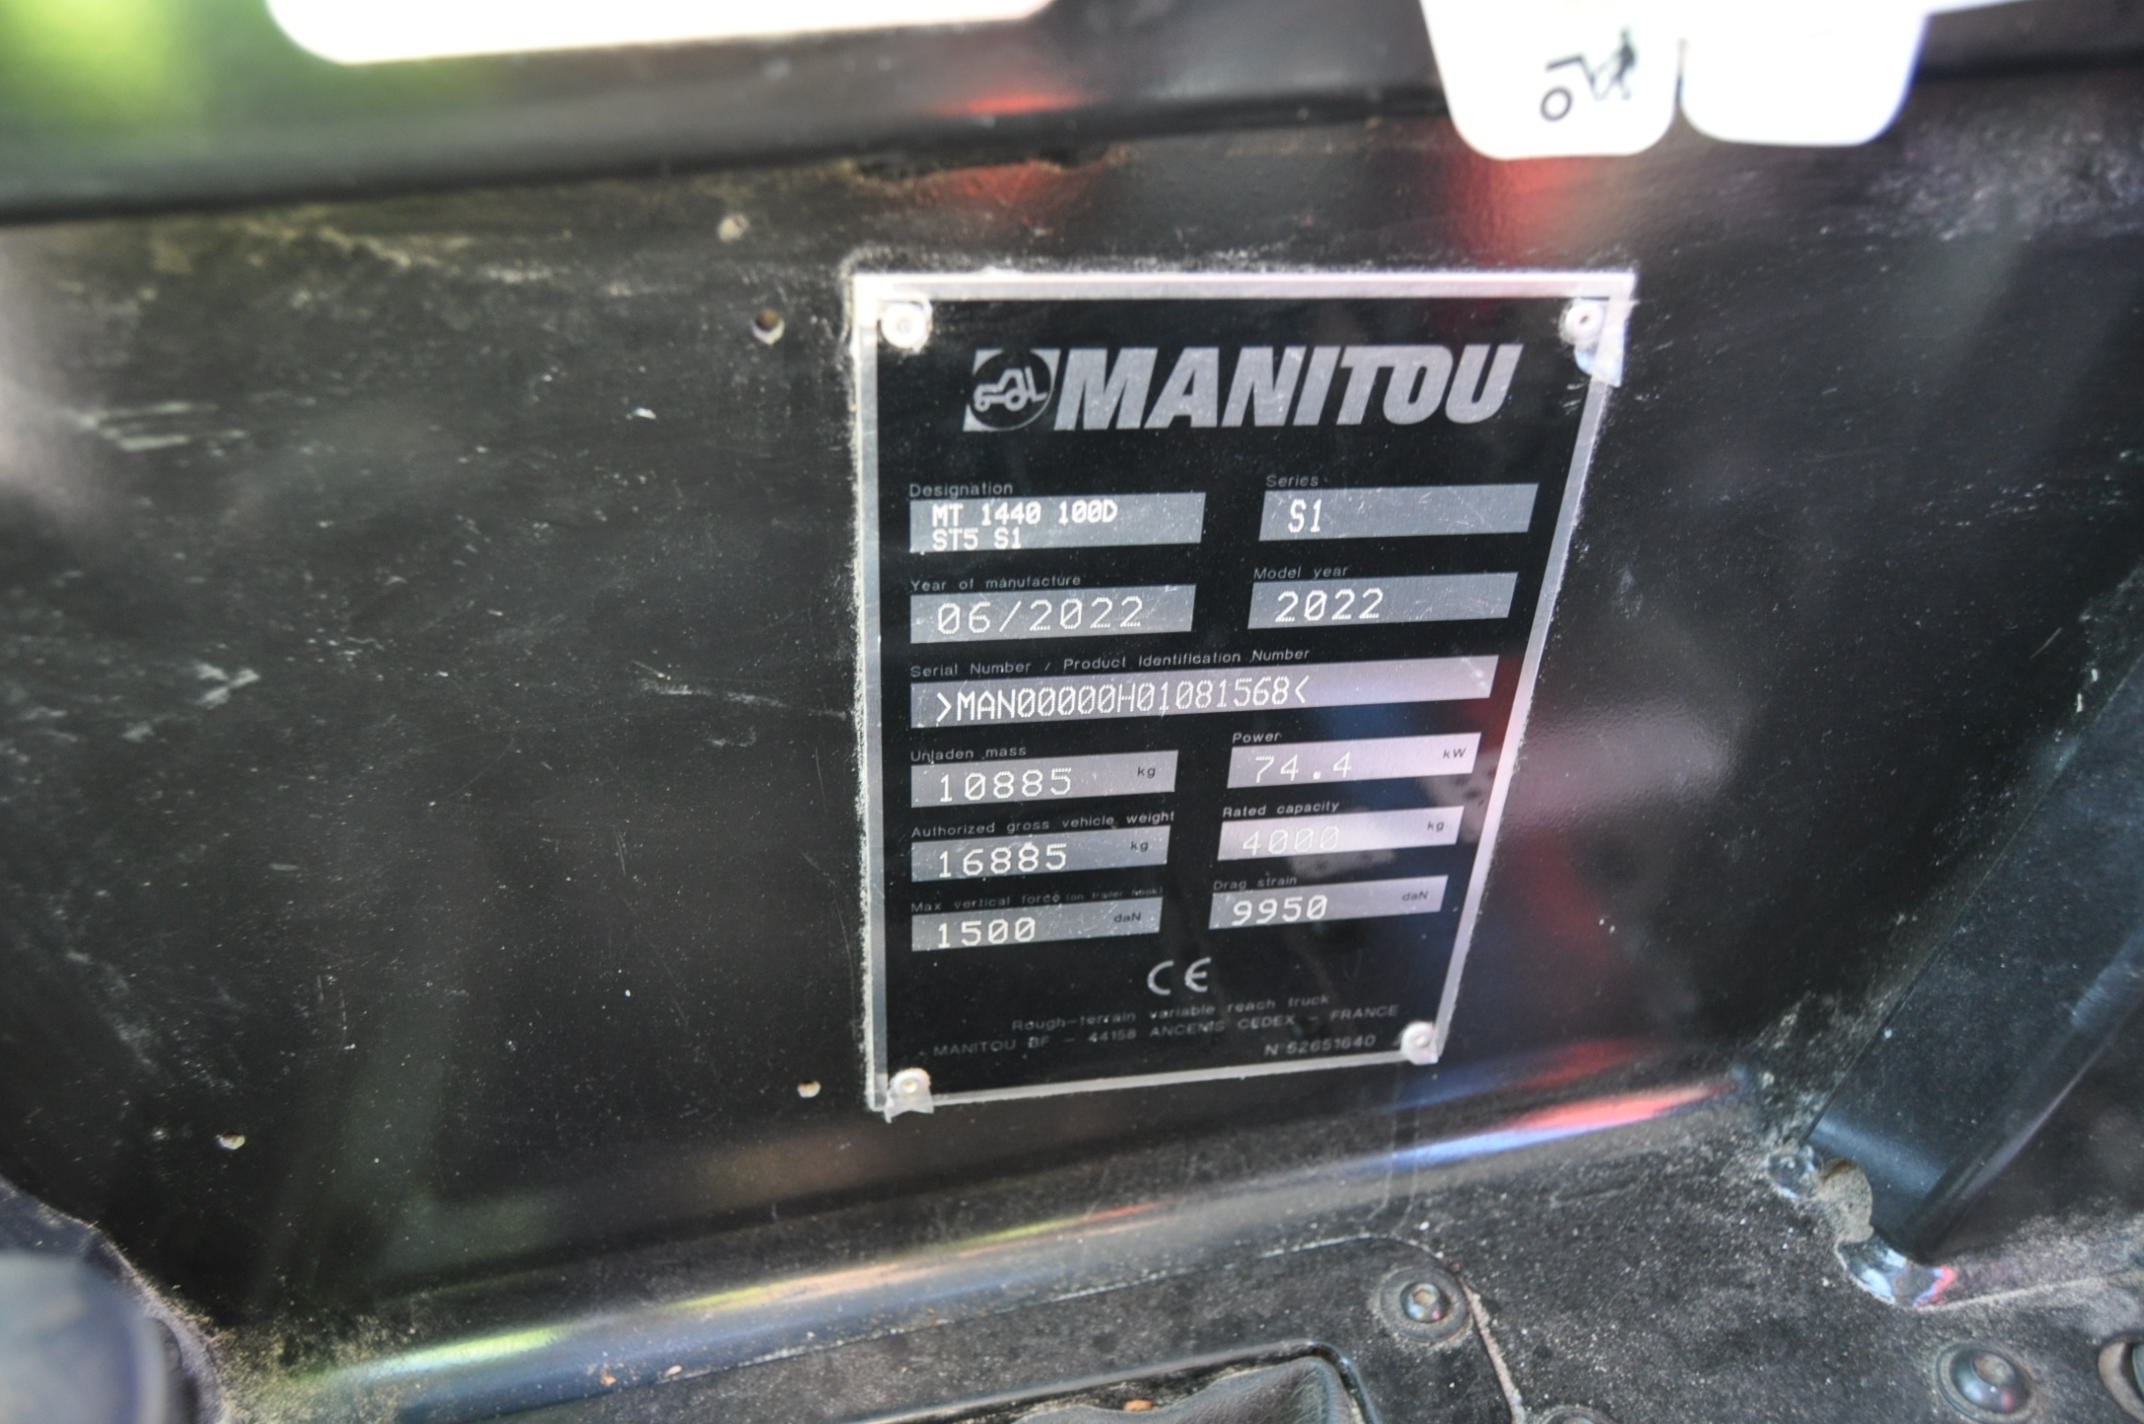 MANITOU
Designation Series
MT 1440 100D
ST5 S1
S1
Year of manufacture Model year
06/2022 2022
Serial Number / Product Identification Number
>MAN00000H01081568<
Unladen mass Power
10885 kg 74.4 kW
Authorized gross vehicle weight Rated capacity
16885 kg 4000 kg
Max vertical force (on trailer hook) Drag strain
1500 daN 9950 daN
CE
Rough-terrain variable reach truck
MANITOU BF - 44158 ANCENIS CEDEX - FRANCE
N 52651640